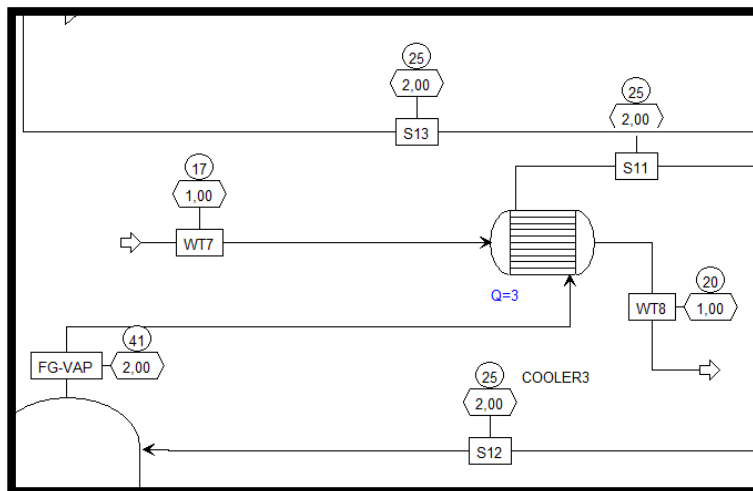 25
2,00
S13
25
2,00
S11
17
1,00
WT7
Q=3
20
1,00
WT8
41
2,00
FG-VAP
25
2,00
COOLER3
S12